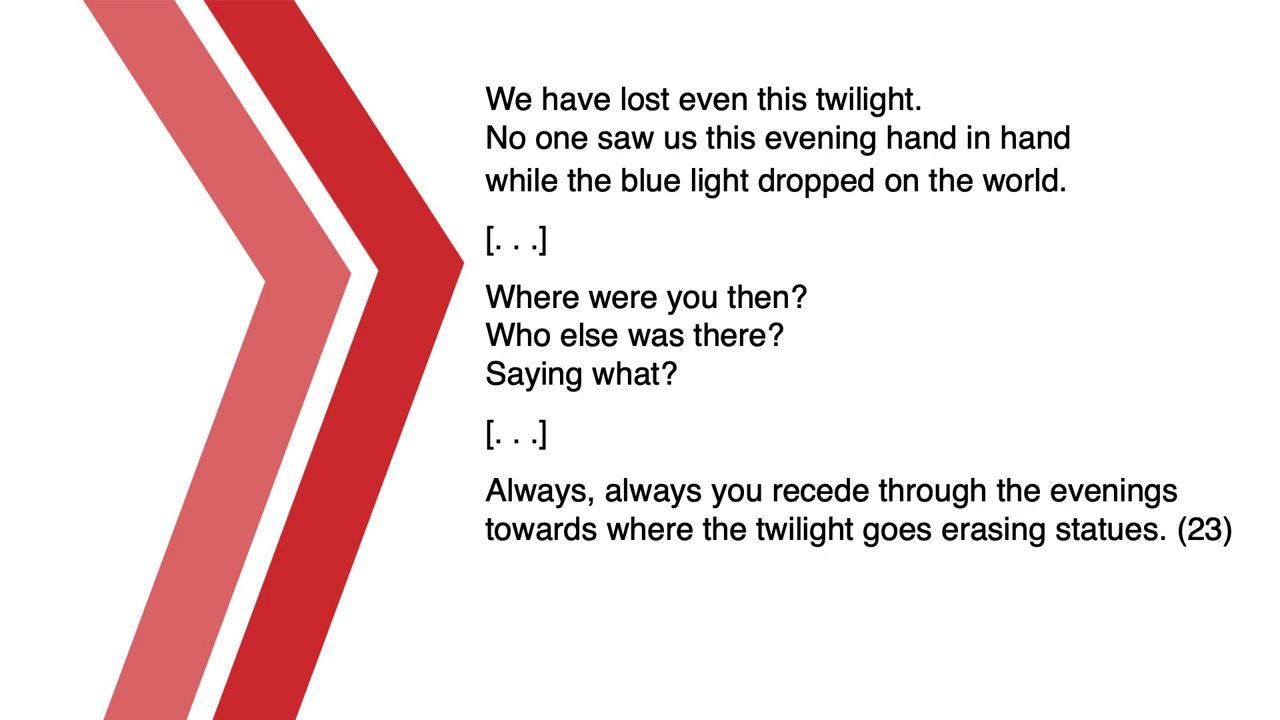 We have lost even this twilight.
No one saw us this evening hand in hand
while the blue light dropped on the world.
[. . .]
Where were you then?
Who else was there?
Saying what?
[. . .]
Always, always you recede through the evenings
towards where the twilight goes erasing statues. (23)